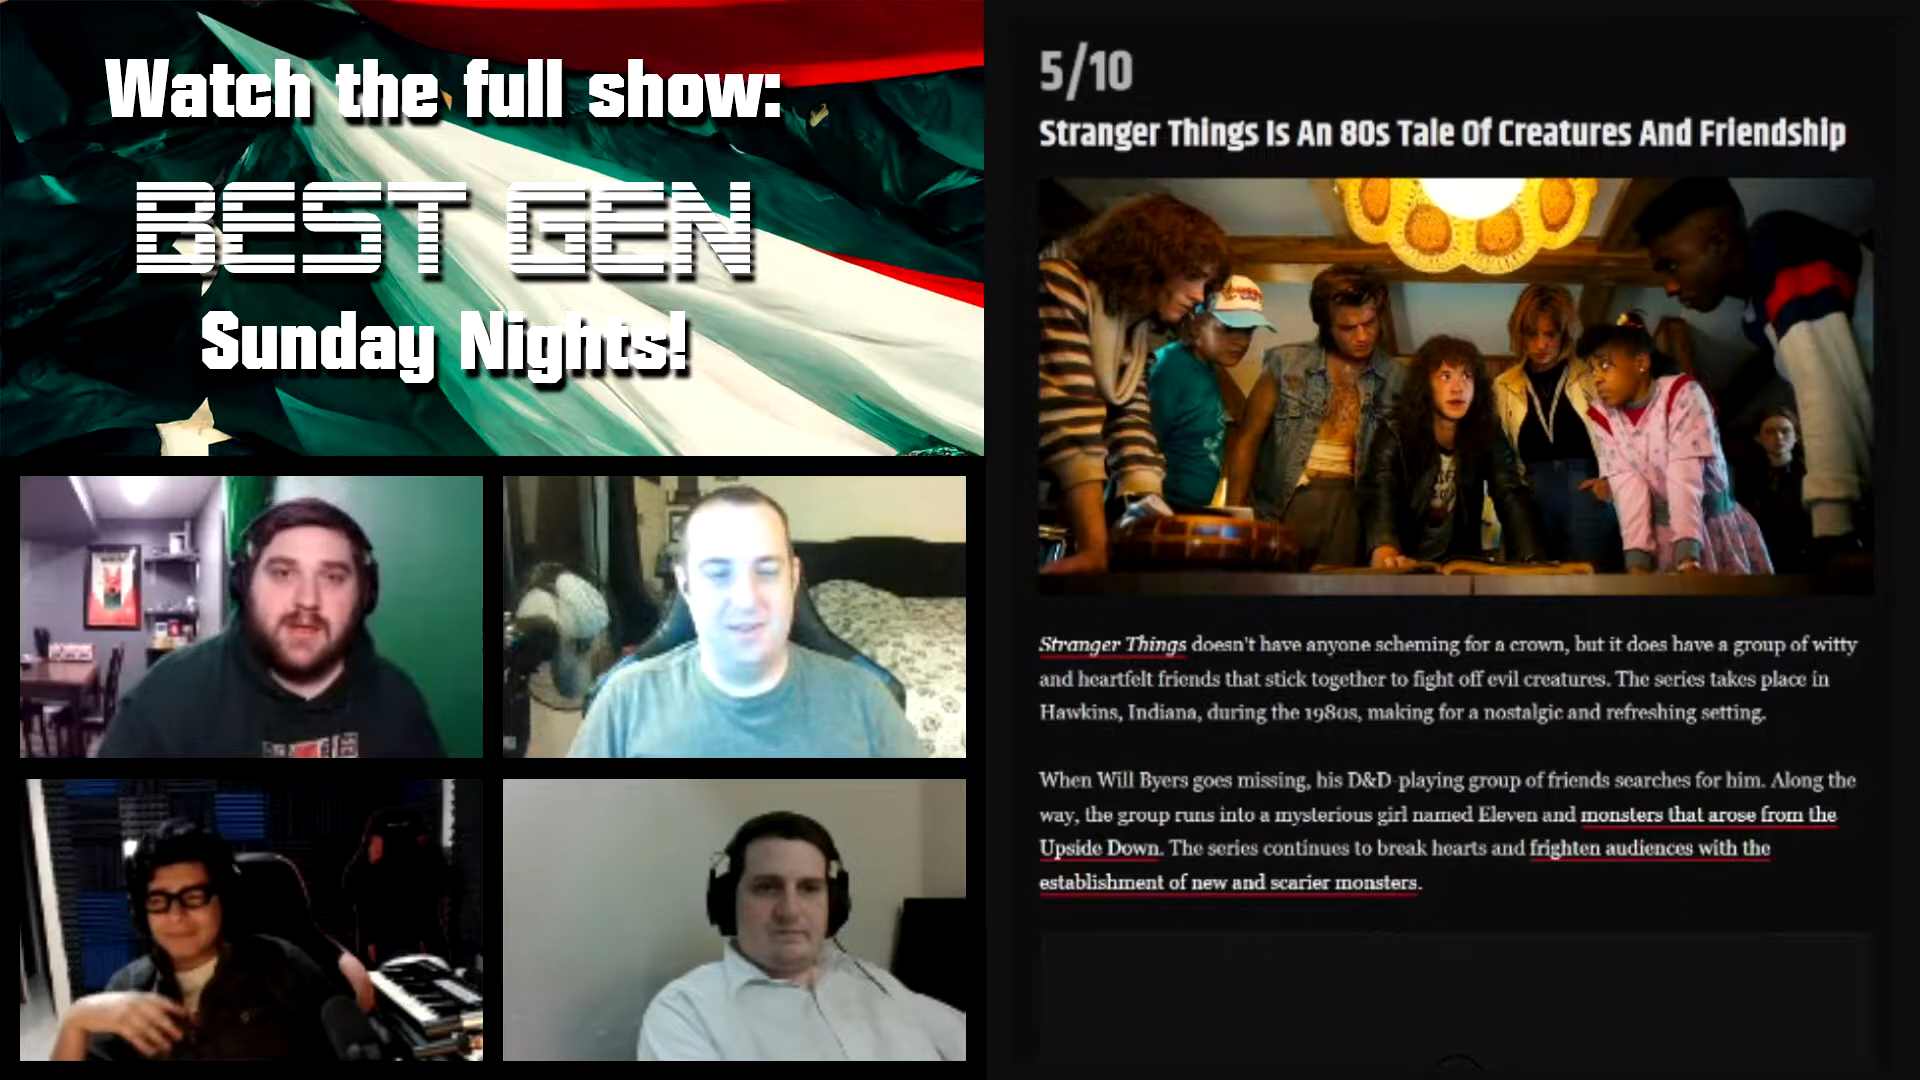 Watch the full show:
BEST GEN
Sunday Nights!
5/10
Stranger Things Is An 80s Tale Of Creatures And Friendship
Stranger Things doesn't have anyone scheming for a crown, but it does have a group of witty
and heartfelt friends that stick together to fight off evil creatures. The series takes place in
Hawkins, Indiana, during the 1980s, making for a nostalgic and refreshing setting.
When Will Byers goes missing, his D&D-playing group of friends searches for him. Along the
way, the group runs into a mysterious girl named Eleven and monsters that arose from the
Upside Down. The series continues to break hearts and frighten audiences with the
establishment of new and scarier monsters.